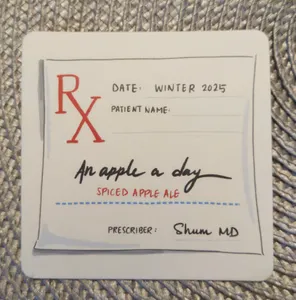 Rx
DATE: WINTER 2025
PATIENT NAME:
An apple a day
SPICED APPLE ALE
PRESCRIBER: Shum MD